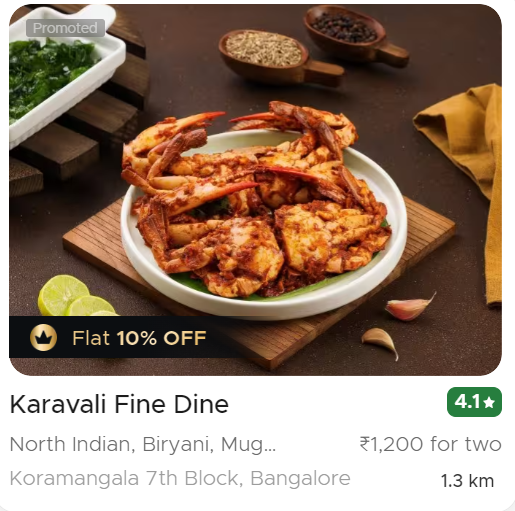 Promoted
Flat 10% OFF
Karavali Fine Dine
4.1★
North Indian, Biryani, Mug...
₹1,200 for two
Koramangala 7th Block, Bangalore
1.3 km